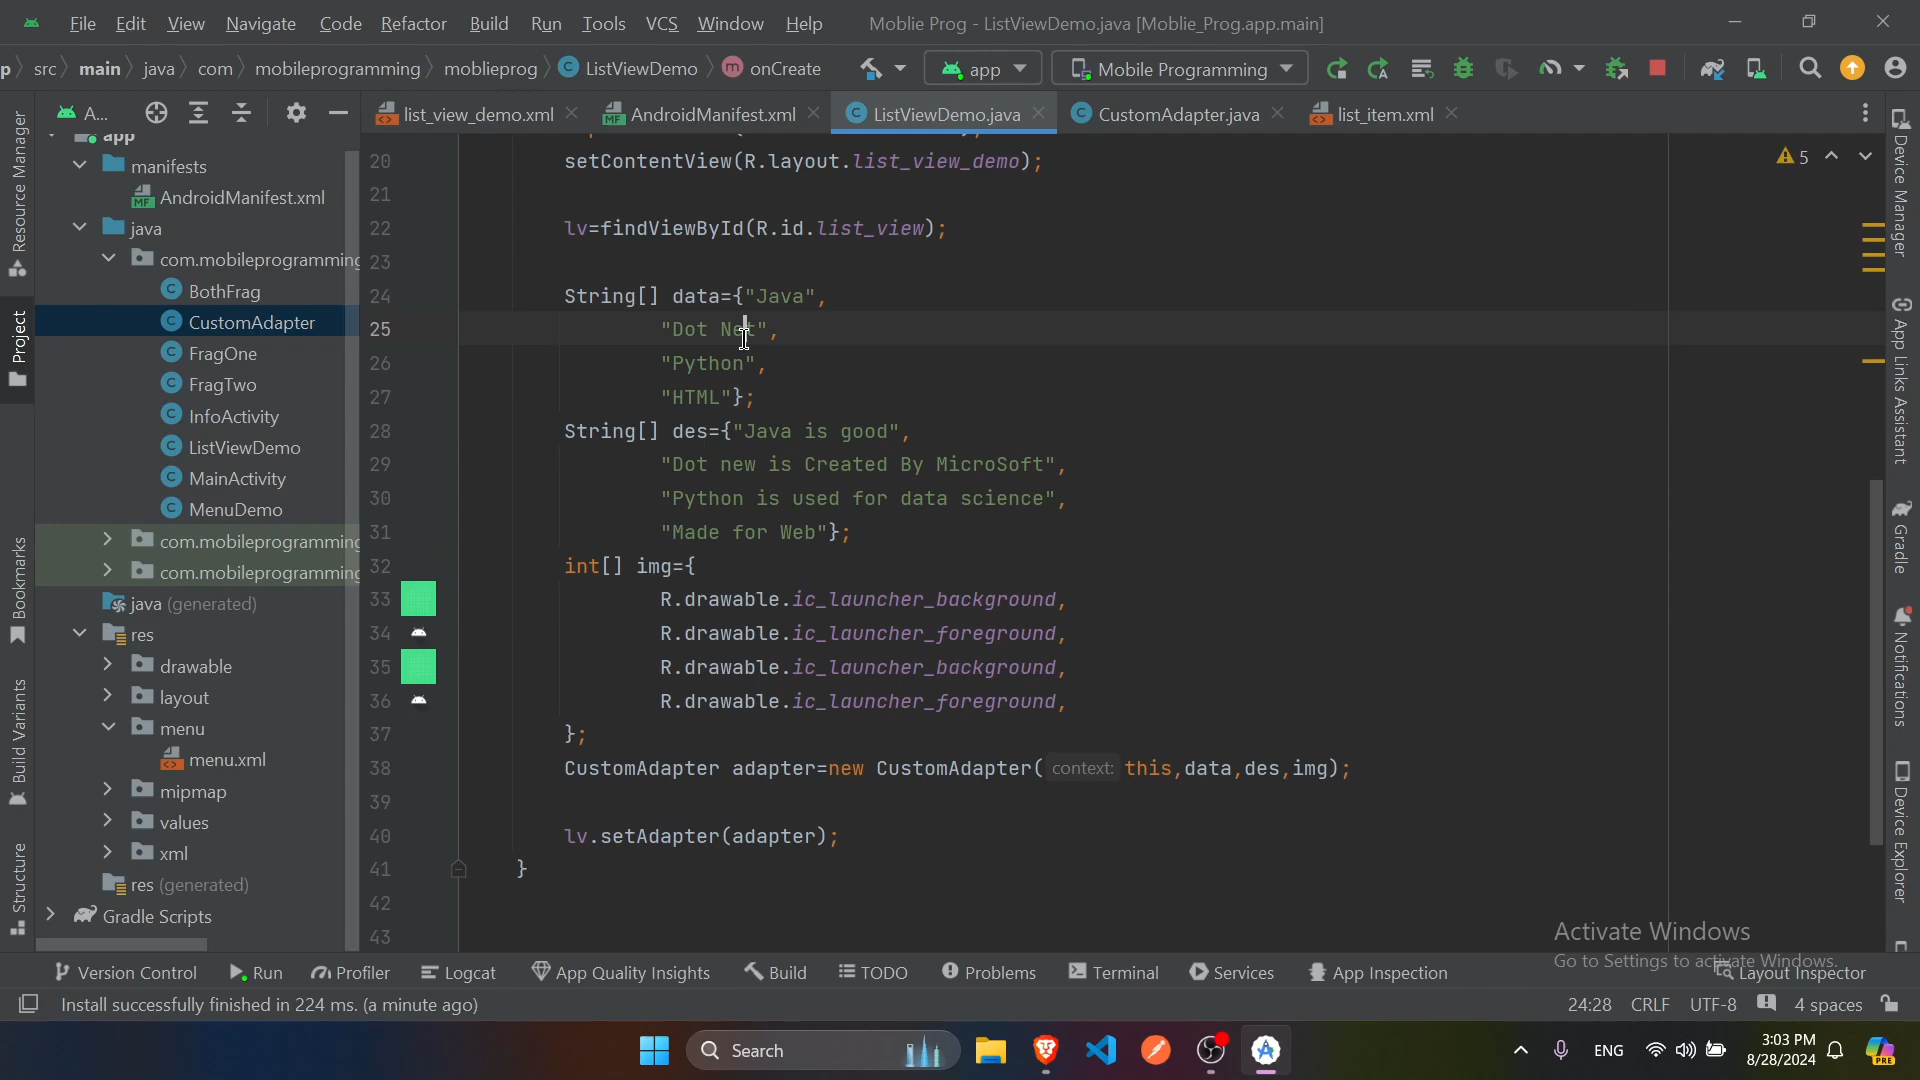 File Edit View Navigate Code Refactor Build Run Tools VCS Window Help Moblie Prog - ListViewDemo.java [Moblie_Prog.app.main]
p src main java com mobileprogramming moblieprog ListViewDemo onCreate app Mobile Programming
A... list_view_demo.xml AndroidManifest.xml ListViewDemo.java CustomAdapter.java list_item.xml
app
manifests
AndroidManifest.xml
java
com.mobileprogramming
BothFrag
CustomAdapter
FragOne
FragTwo
InfoActivity
ListViewDemo
MainActivity
MenuDemo
com.mobileprogramming
com.mobileprogramming
java (generated)
res
drawable
layout
menu
menu.xml
mipmap
values
xml
res (generated)
Gradle Scripts
20 setContentView(R.layout.list_view_demo);
21
22 lv=findViewById(R.id.list_view);
23
24 String[] data={"Java",
25 "Dot Net",
26 "Python",
27 "HTML"};
28 String[] des={"Java is good",
29 "Dot new is Created By MicroSoft",
30 "Python is used for data science",
31 "Made for Web"};
32 int[] img={
33 R.drawable.ic_launcher_background,
34 R.drawable.ic_launcher_foreground,
35 R.drawable.ic_launcher_background,
36 R.drawable.ic_launcher_foreground,
37 };
38 CustomAdapter adapter=new CustomAdapter( context: this,data,des,img);
39
40 lv.setAdapter(adapter);
41 }
42
43
5
Resource Manager
Project
Bookmarks
Build Variants
Structure
Device Manager
App Links Assistant
Gradle
Notifications
Device Explorer
Activate Windows
Go to Settings to activate Windows.
Version Control Run Profiler Logcat App Quality Insights Build TODO Problems Terminal Services App Inspection Layout Inspector
Install successfully finished in 224 ms. (a minute ago) 24:28 CRLF UTF-8 4 spaces
Search ENG 3:03 PM
8/28/2024
PRE